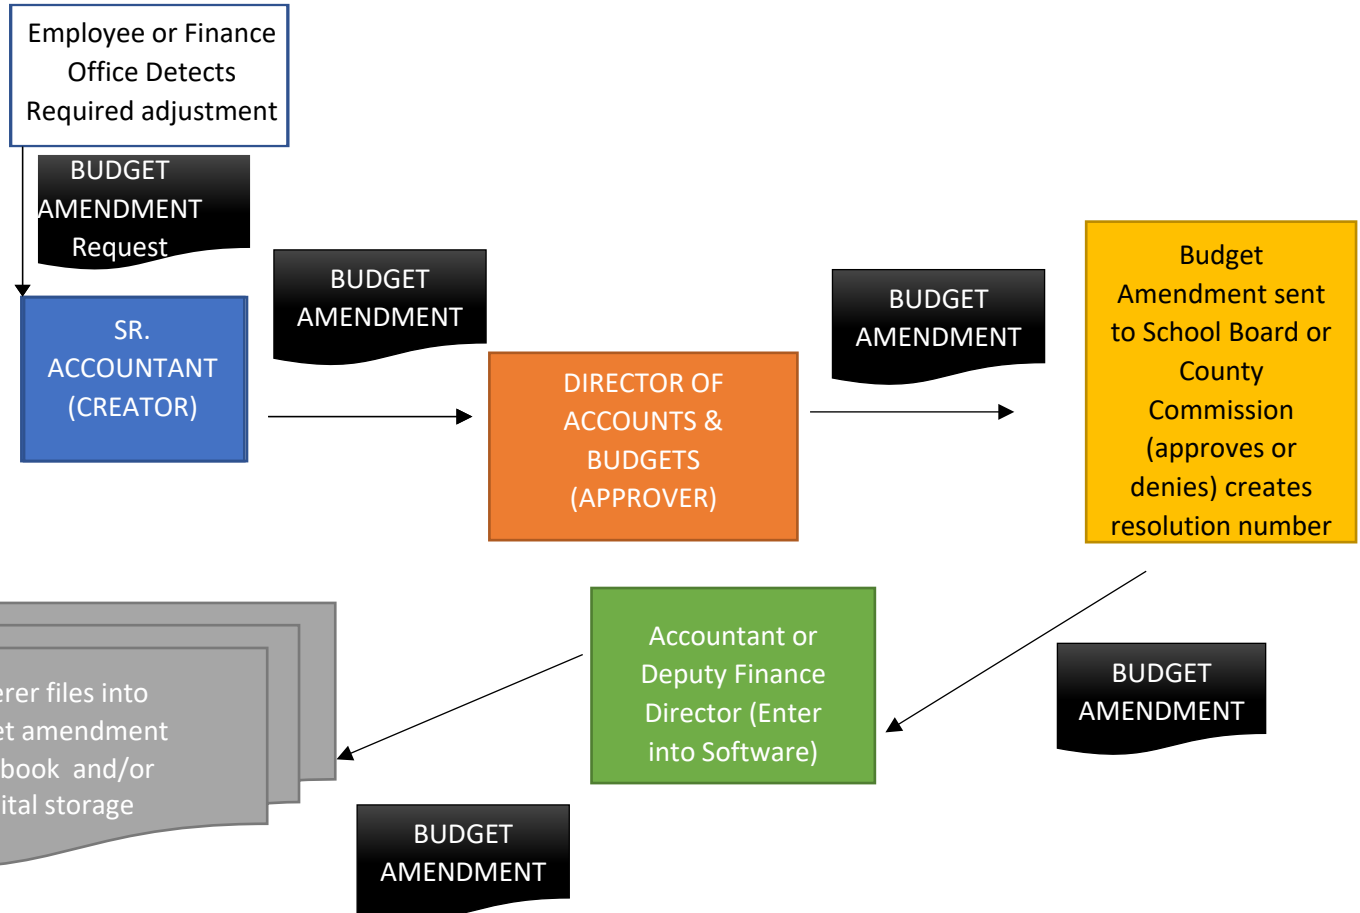 Employee or Finance
Office Detects
Required adjustment
BUDGET
AMENDMENT
Request
SR.
ACCOUNTANT
(CREATOR)
BUDGET
AMENDMENT
DIRECTOR OF
ACCOUNTS &
BUDGETS
(APPROVER)
BUDGET
AMENDMENT
Budget
Amendment sent
to School Board or
County
Commission
(approves or
denies) creates
resolution number
BUDGET
AMENDMENT
Accountant or
Deputy Finance
Director (Enter
into Software)
BUDGET
AMENDMENT
files into
amendment
book and/or
storage